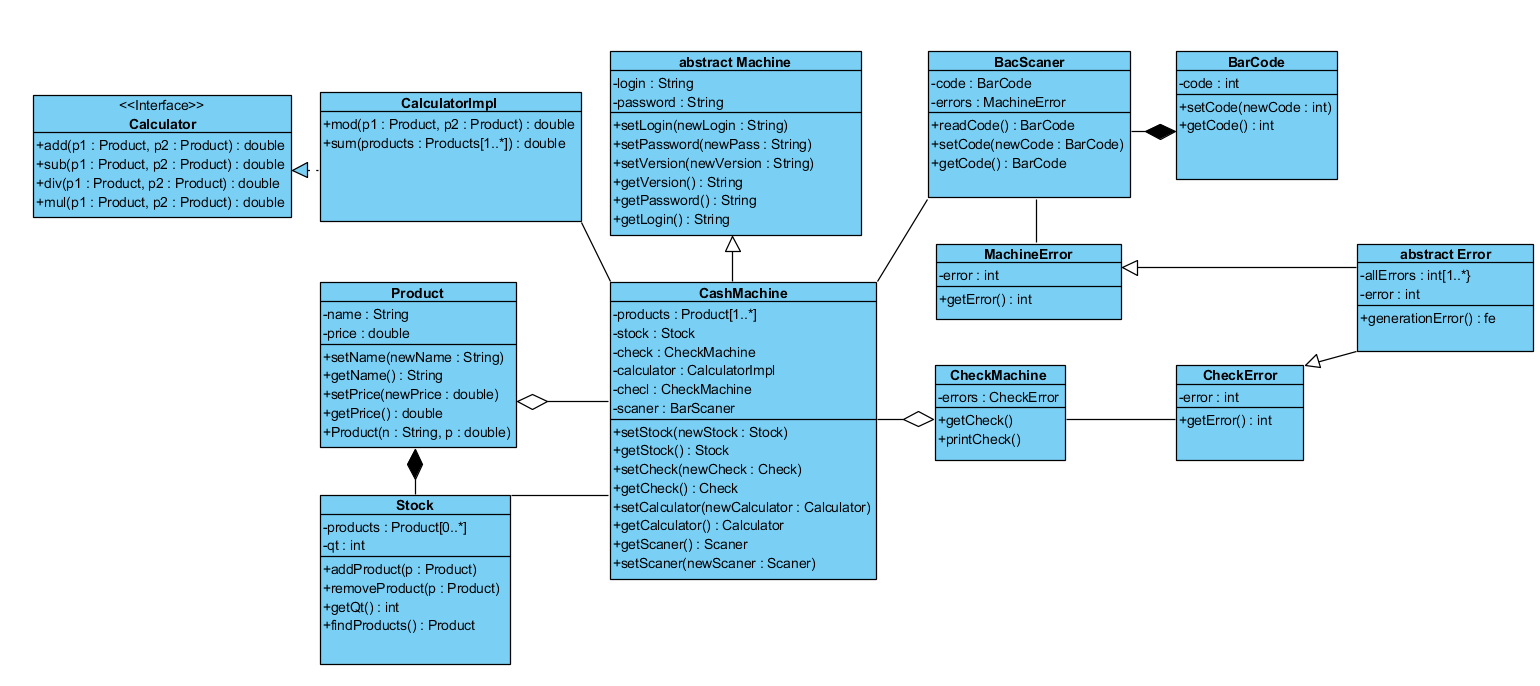 <<Interface>>
Calculator
+add(p1 : Product, p2 : Product) : double
+sub(p1 : Product, p2 : Product) : double
+div(p1 : Product, p2 : Product) : double
+mul(p1 : Product, p2 : Product) : double
CalculatorImpl
+mod(p1 : Product, p2 : Product) : double
+sum(products : Products[1..*]) : double
abstract Machine
-login : String
-password : String
+setLogin(newLogin : String)
+setPassword(newPass : String)
+setVersion(newVersion : String)
+getVersion() : String
+getPassword() : String
+getLogin() : String
BacScaner
-code : BarCode
-errors : MachineError
+readCode() : BarCode
+setCode(newCode : BarCode)
+getCode() : BarCode
BarCode
-code : int
+setCode(newCode : int)
+getCode() : int
MachineError
-error : int
+getError() : int
abstract Error
-allErrors : int[1..*}
-error : int
+generationError() : fe
Product
-name : String
-price : double
+setName(newName : String)
+getName() : String
+setPrice(newPrice : double)
+getPrice() : double
+Product(n : String, p : double)
CashMachine
-products : Product[1..*]
-stock : Stock
-check : CheckMachine
-calculator : CalculatorImpl
-checl : CheckMachine
-scaner : BarScaner
+setStock(newStock : Stock)
+getStock() : Stock
+setCheck(newCheck : Check)
+getCheck() : Check
+setCalculator(newCalculator : Calculator)
+getCalculator() : Calculator
+getScaner() : Scaner
+setScaner(newScaner : Scaner)
CheckMachine
-errors : CheckError
+getCheck()
+printCheck()
CheckError
-error : int
+getError() : int
Stock
-products : Product[0..*]
-qt : int
+addProduct(p : Product)
+removeProduct(p : Product)
+getQt() : int
+findProducts() : Product